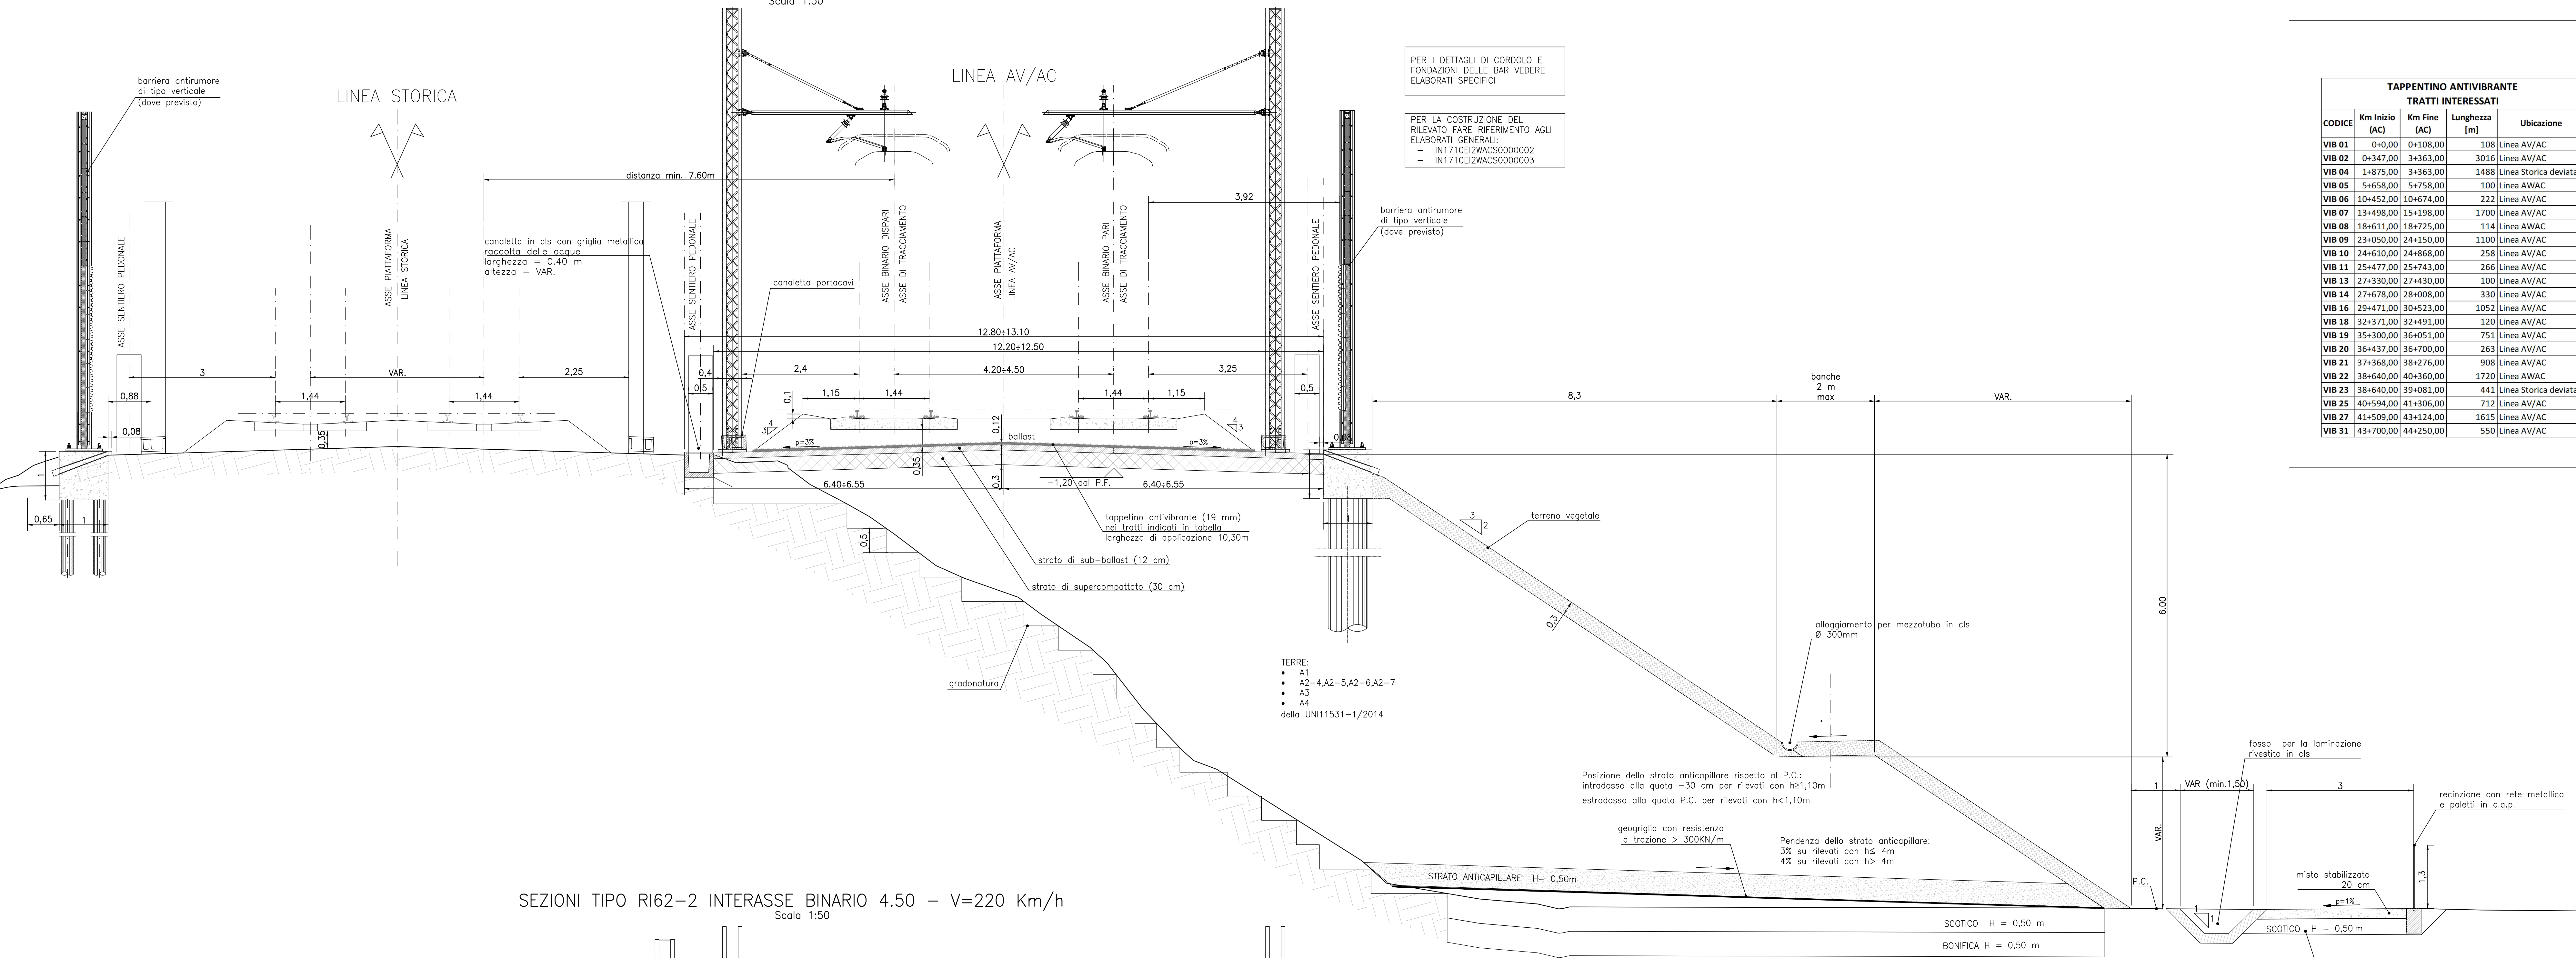 Scala 1:50
barriera antirumore
di tipo verticale
(dove previsto)
LINEA STORICA
LINEA AV/AC
PER I DETTAGLI DI CORDOLO E
FONDAZIONI DELLE BAR VEDERE
ELABORATI SPECIFICI
PER LA COSTRUZIONE DEL
RILEVATO FARE RIFERIMENTO AGLI
ELABORATI GENERALI:
– IN1710EI2WACS0000002
– IN1710EI2WACS0000003
TAPPENTINO ANTIVIBRANTE
TRATTI INTERESSATI
CODICE Km Inizio (AC) Km Fine (AC) Lunghezza [m] Ubicazione
VIB 01 0+0,00 0+108,00 108 Linea AV/AC
VIB 02 0+347,00 3+363,00 3016 Linea AV/AC
VIB 04 1+875,00 3+363,00 1488 Linea Storica deviata
VIB 05 5+658,00 5+758,00 100 Linea AWAC
VIB 06 10+452,00 10+674,00 222 Linea AV/AC
VIB 07 13+498,00 15+198,00 1700 Linea AV/AC
VIB 08 18+611,00 18+725,00 114 Linea AWAC
VIB 09 23+050,00 24+150,00 1100 Linea AV/AC
VIB 10 24+610,00 24+868,00 258 Linea AV/AC
VIB 11 25+477,00 25+743,00 266 Linea AV/AC
VIB 13 27+330,00 27+430,00 100 Linea AV/AC
VIB 14 27+678,00 28+008,00 330 Linea AV/AC
VIB 16 29+471,00 30+523,00 1052 Linea AV/AC
VIB 18 32+371,00 32+491,00 120 Linea AV/AC
VIB 19 35+300,00 36+051,00 751 Linea AV/AC
VIB 20 36+437,00 36+700,00 263 Linea AV/AC
VIB 21 37+368,00 38+276,00 908 Linea AV/AC
VIB 22 38+640,00 40+360,00 1720 Linea AWAC
VIB 23 38+640,00 39+081,00 441 Linea Storica deviata
VIB 25 40+594,00 41+306,00 712 Linea AV/AC
VIB 27 41+509,00 43+124,00 1615 Linea AV/AC
VIB 31 43+700,00 44+250,00 550 Linea AV/AC
distanza min. 7.60m
3,92
barriera antirumore
di tipo verticale
(dove previsto)
ASSE SENTIERO PEDONALE
ASSE PIATTAFORMA
LINEA STORICA
canaletta in cls con griglia metallica
raccolta delle acque
larghezza = 0.40 m
altezza = VAR.
ASSE SENTIERO PEDONALE
canaletta portacavi
ASSE BINARIO DISPARI
ASSE DI TRACCIAMENTO
ASSE PIATTAFORMA
LINEA AV/AC
ASSE BINARIO PARI
ASSE DI TRACCIAMENTO
ASSE SENTIERO PEDONALE
12.80÷13.10
12.20÷12.50
3
VAR.
2,25
0,4
2,4
4.20÷4.50
3,25
0,88
1,44
1,44
0,5
0,1
1,15
1,44
1,44
1,15
0,5
8,3
banche
2 m
max
VAR.
0,08
0,35
3
4
0,12
ballast
4
3
p=3%
p=3%
0,08
0,35
0,3
-1,20 dal P.F.
6.40÷6.55
6.40÷6.55
1
0,65
1
1
1
0,5
tappetino antivibrante (19 mm)
nei tratti indicati in tabella
larghezza di applicazione 10,30m
strato di sub-ballast (12 cm)
strato di supercompattato (30 cm)
3
2
terreno vegetale
0,3
6.00
gradonatura
TERRE:
• A1
• A2-4,A2-5,A2-6,A2-7
• A3
• A4
della UNI11531-1/2014
alloggiamento per mezzotubo in cls
Ø 300mm
Posizione dello strato anticapillare rispetto al P.C.:
intradosso alla quota -30 cm per rilevati con h≥1,10m
estradosso alla quota P.C. per rilevati con h<1,10m
geogriglia con resistenza
a trazione > 300KN/m
Pendenza dello strato anticapillare:
3% su rilevati con h≤ 4m
4% su rilevati con h> 4m
STRATO ANTICAPILLARE H= 0,50m
fosso per la laminazione
rivestito in cls
1
VAR (min.1,50)
3
recinzione con rete metallica
e paletti in c.a.p.
VAR.
misto stabilizzato
20 cm
1,3
P.C.
p=1%
1
1
SCOTICO H = 0,50 m
SCOTICO H = 0,50 m
BONIFICA H = 0,50 m
SEZIONI TIPO RI62-2 INTERASSE BINARIO 4.50 – V=220 Km/h
Scala 1:50